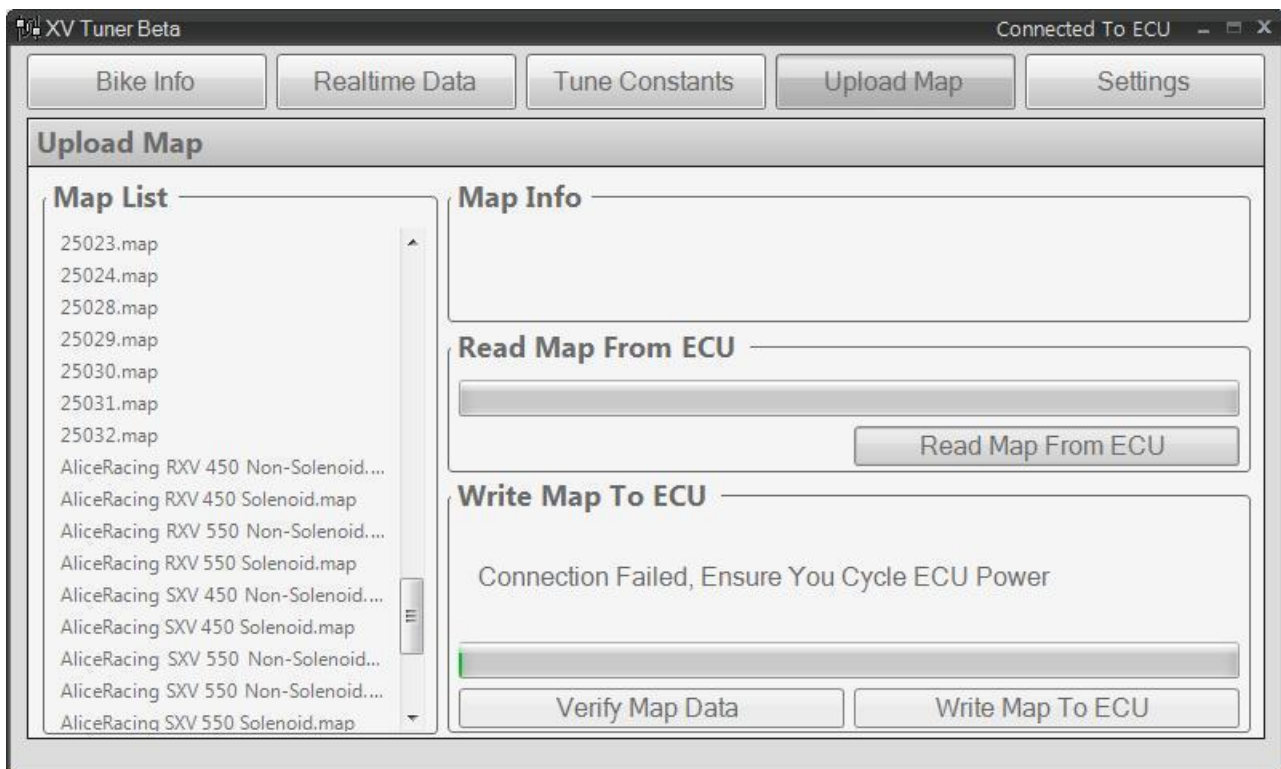 XV Tuner Beta
Connected To ECU
Bike Info
Realtime Data
Tune Constants
Upload Map
Settings
Upload Map
Map List
25023.map
25024.map
25028.map
25029.map
25030.map
25031.map
25032.map
AliceRacing RXV 450 Non-Solenoid....
AliceRacing RXV 450 Solenoid.map
AliceRacing RXV 550 Non-Solenoid....
AliceRacing RXV 550 Solenoid.map
AliceRacing SXV 450 Non-Solenoid....
AliceRacing SXV 450 Solenoid.map
AliceRacing SXV 550 Non-Solenoid...
AliceRacing SXV 550 Non-Solenoid....
AliceRacing SXV 550 Solenoid.map
Map Info
Read Map From ECU
Read Map From ECU
Write Map To ECU
Connection Failed, Ensure You Cycle ECU Power
Verify Map Data
Write Map To ECU